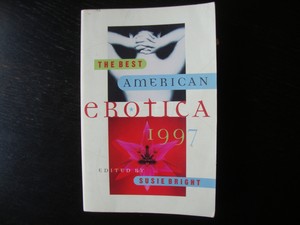 THE BEST
AMERICAN
EROTICA
1997
EDITED BY
SUSIE BRIGHT